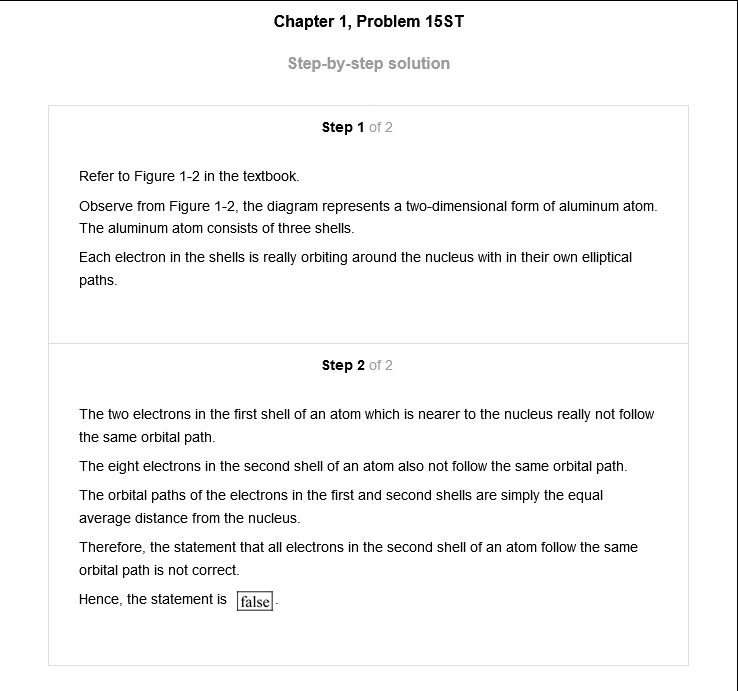 Chapter 1, Problem 15ST
Step-by-step solution
Step 1 of 2
Refer to Figure 1-2 in the textbook.
Observe from Figure 1-2, the diagram represents a two-dimensional form of aluminum atom.
The aluminum atom consists of three shells.
Each electron in the shells is really orbiting around the nucleus with in their own elliptical
paths.
Step 2 of 2
The two electrons in the first shell of an atom which is nearer to the nucleus really not follow
the same orbital path.
The eight electrons in the second shell of an atom also not follow the same orbital path.
The orbital paths of the electrons in the first and second shells are simply the equal
average distance from the nucleus.
Therefore, the statement that all electrons in the second shell of an atom follow the same
orbital path is not correct.
Hence, the statement is false.